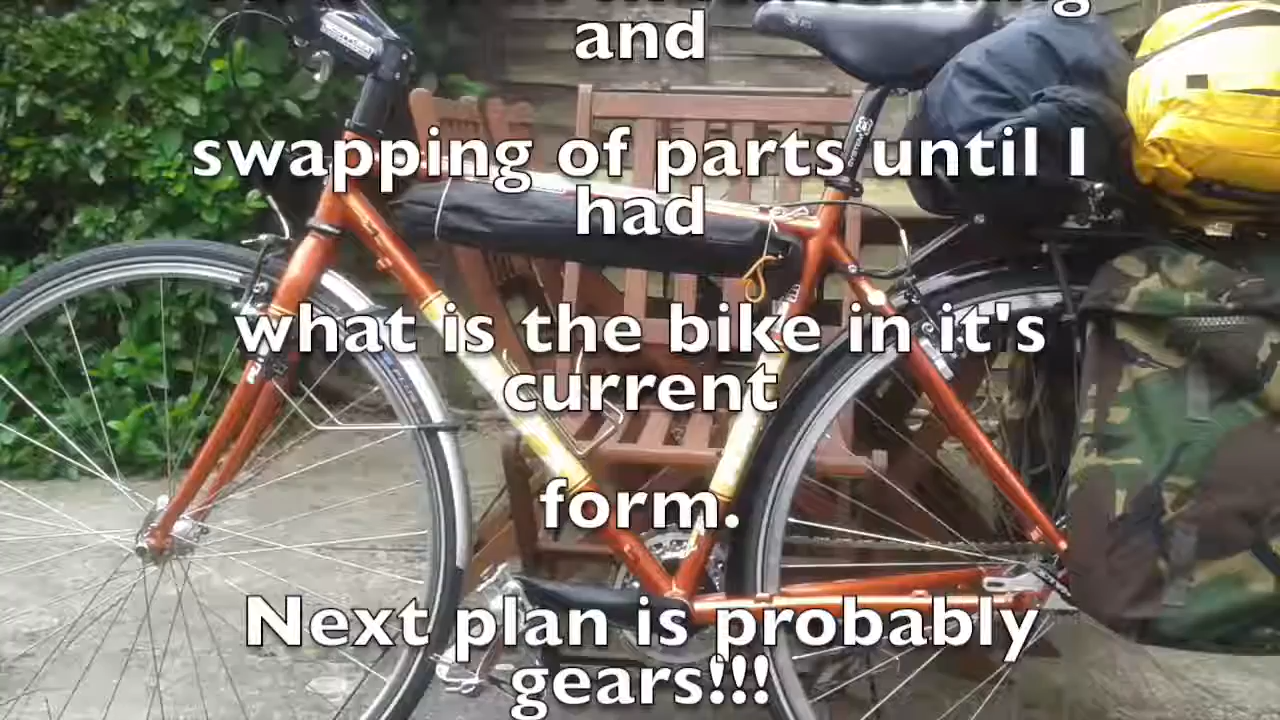 and
swapping of parts until I
had
what is the bike in it's
current
form.
Next plan is probably
gears!!!